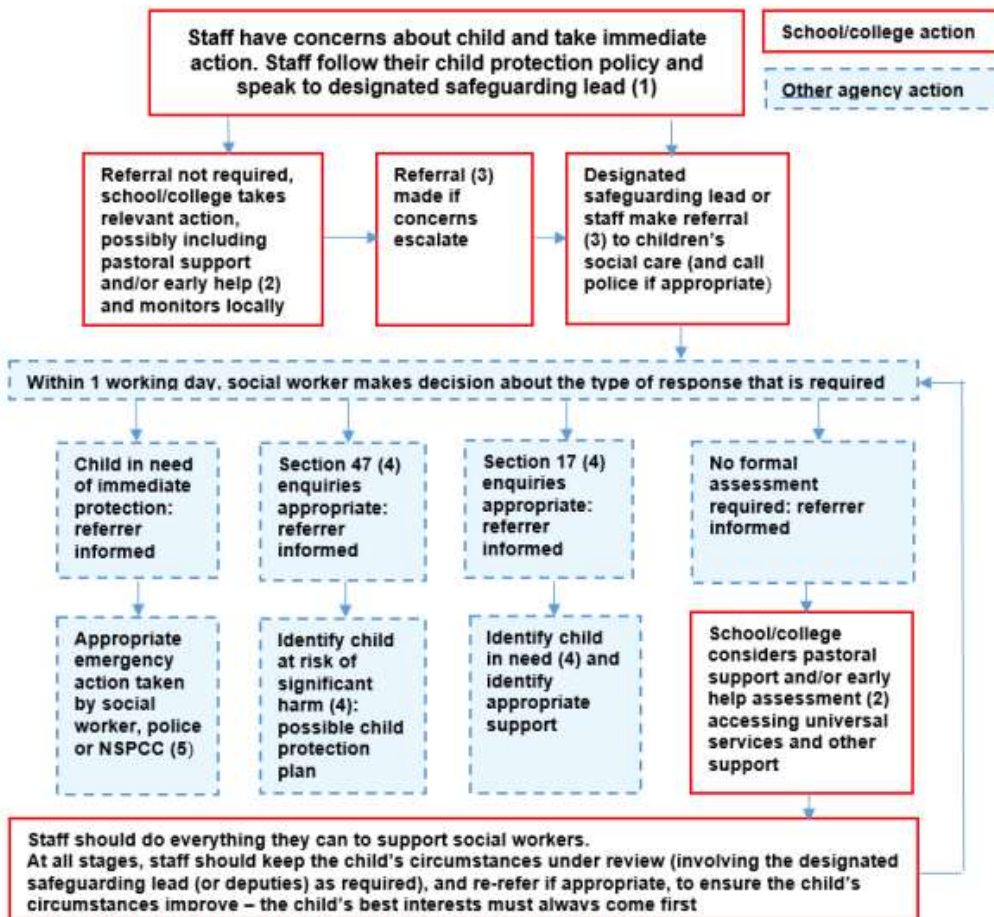 Staff have concerns about child and take immediate
action. Staff follow their child protection policy and
speak to designated safeguarding lead (1)
School/college action
Other agency action
Referral not required,
school/college takes
relevant action,
possibly including
pastoral support
and/or early help (2)
and monitors locally
Referral (3)
made if
concerns
escalate
Designated
safeguarding lead or
staff make referral
(3) to children's
social care (and call
police if appropriate)
Within 1 working day, social worker makes decision about the type of response that is required
Child in need
of immediate
protection:
referrer
informed
Section 47 (4)
enquiries
appropriate:
referrer
informed
Section 17 (4)
enquiries
appropriate:
referrer
informed
No formal
assessment
required: referrer
informed
Appropriate
emergency
action taken
by social
worker, police
or NSPCC (5)
Identify child
at risk of
significant
harm (4):
possible child
protection
plan
Identify child
in need (4) and
identify
appropriate
support
School/college
considers pastoral
support and/or early
help assessment (2)
accessing universal
services and other
support
Staff should do everything they can to support social workers.
At all stages, staff should keep the child's circumstances under review (involving the designated
safeguarding lead (or deputies) as required), and re-refer if appropriate, to ensure the child's
circumstances improve – the child's best interests must always come first